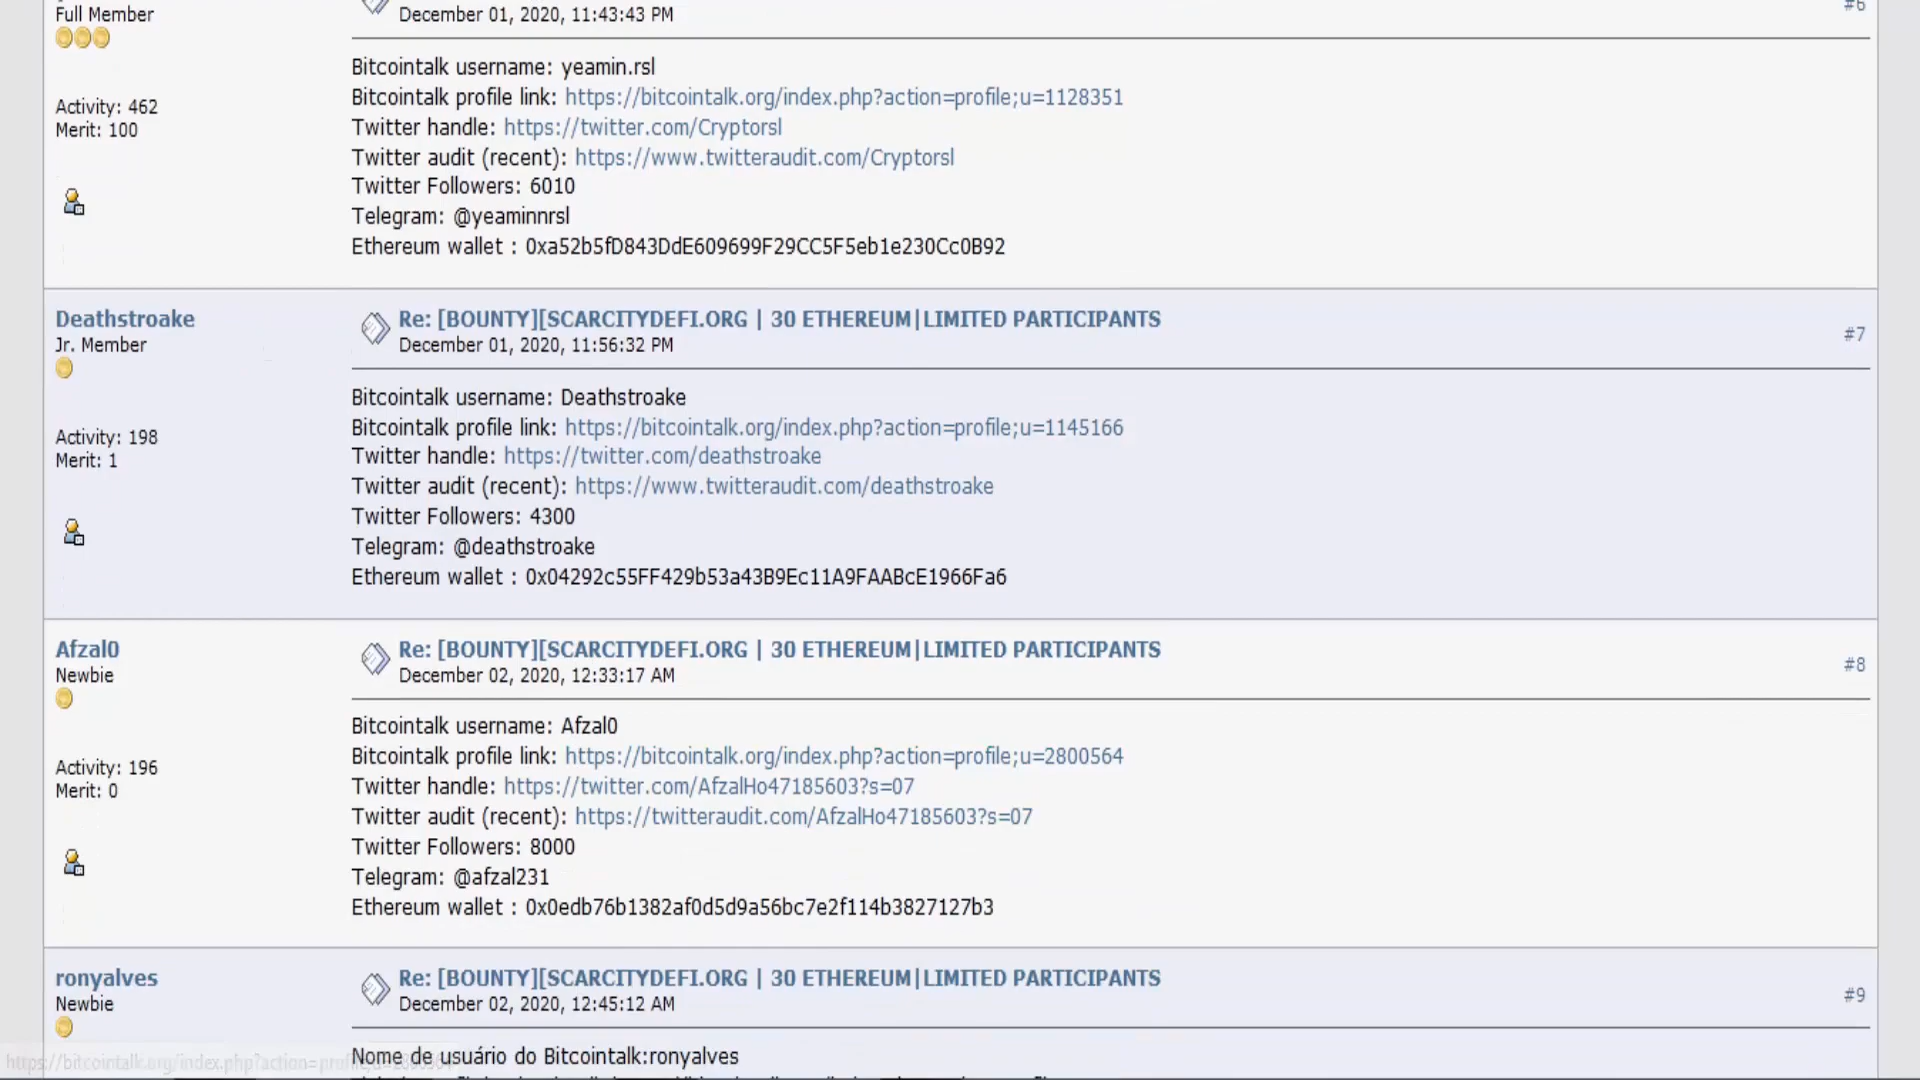 Full Member
December 01, 2020, 11:43:43 PM
#6
Activity: 462
Merit: 100
Bitcointalk username: yeamin.rsl
Bitcointalk profile link: https://bitcointalk.org/index.php?action=profile;u=1128351
Twitter handle: https://twitter.com/Cryptorsl
Twitter audit (recent): https://www.twitteraudit.com/Cryptorsl
Twitter Followers: 6010
Telegram: @yeaminnrsl
Ethereum wallet : 0xa52b5fD843DdE609699F29CC5F5eb1e230Cc0B92
Deathstroake
Jr. Member
Re: [BOUNTY][SCARCITYDEFI.ORG | 30 ETHEREUM|LIMITED PARTICIPANTS
December 01, 2020, 11:56:32 PM
#7
Activity: 198
Merit: 1
Bitcointalk username: Deathstroake
Bitcointalk profile link: https://bitcointalk.org/index.php?action=profile;u=1145166
Twitter handle: https://twitter.com/deathstroake
Twitter audit (recent): https://www.twitteraudit.com/deathstroake
Twitter Followers: 4300
Telegram: @deathstroake
Ethereum wallet : 0x04292c55FF429b53a43B9Ec11A9FAABcE1966Fa6
Afzal0
Newbie
Re: [BOUNTY][SCARCITYDEFI.ORG | 30 ETHEREUM|LIMITED PARTICIPANTS
December 02, 2020, 12:33:17 AM
#8
Activity: 196
Merit: 0
Bitcointalk username: Afzal0
Bitcointalk profile link: https://bitcointalk.org/index.php?action=profile;u=2800564
Twitter handle: https://twitter.com/AfzalHo47185603?s=07
Twitter audit (recent): https://twitteraudit.com/AfzalHo47185603?s=07
Twitter Followers: 8000
Telegram: @afzal231
Ethereum wallet : 0x0edb76b1382af0d5d9a56bc7e2f114b3827127b3
ronyalves
Newbie
Re: [BOUNTY][SCARCITYDEFI.ORG | 30 ETHEREUM|LIMITED PARTICIPANTS
December 02, 2020, 12:45:12 AM
#9
Nome de usuário do Bitcointalk:ronyalves